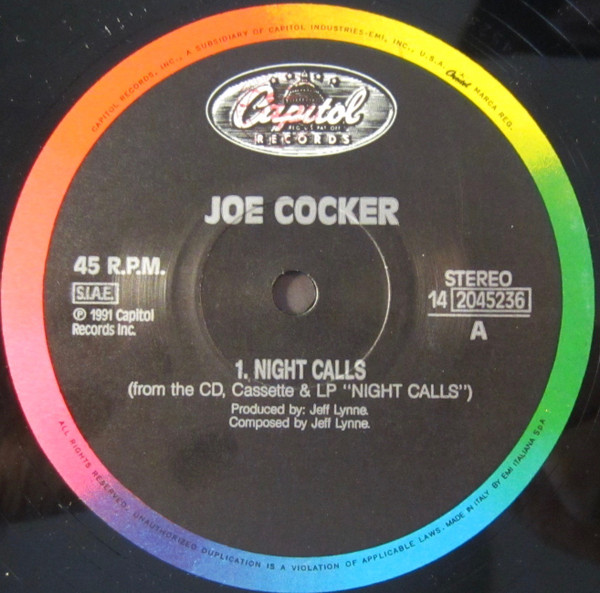 CAPITOL RECORDS, INC., A SUBSIDIARY OF CAPITOL INDUSTRIES-EMI, INC., U.S.A. Capitol MARCA REG.
Capitol
RECORDS
JOE COCKER
45 R.P.M.
S.I.A.E.
℗ 1991 Capitol
Records Inc.
STEREO
14 2045236
A
1. NIGHT CALLS
(from the CD, Cassette & LP "NIGHT CALLS")
Produced by: Jeff Lynne.
Composed by Jeff Lynne.
ALL RIGHTS RESERVED. UNAUTHORIZED DUPLICATION IS A VIOLATION OF APPLICABLE LAWS. MADE IN ITALY BY EMI ITALIANA SpA